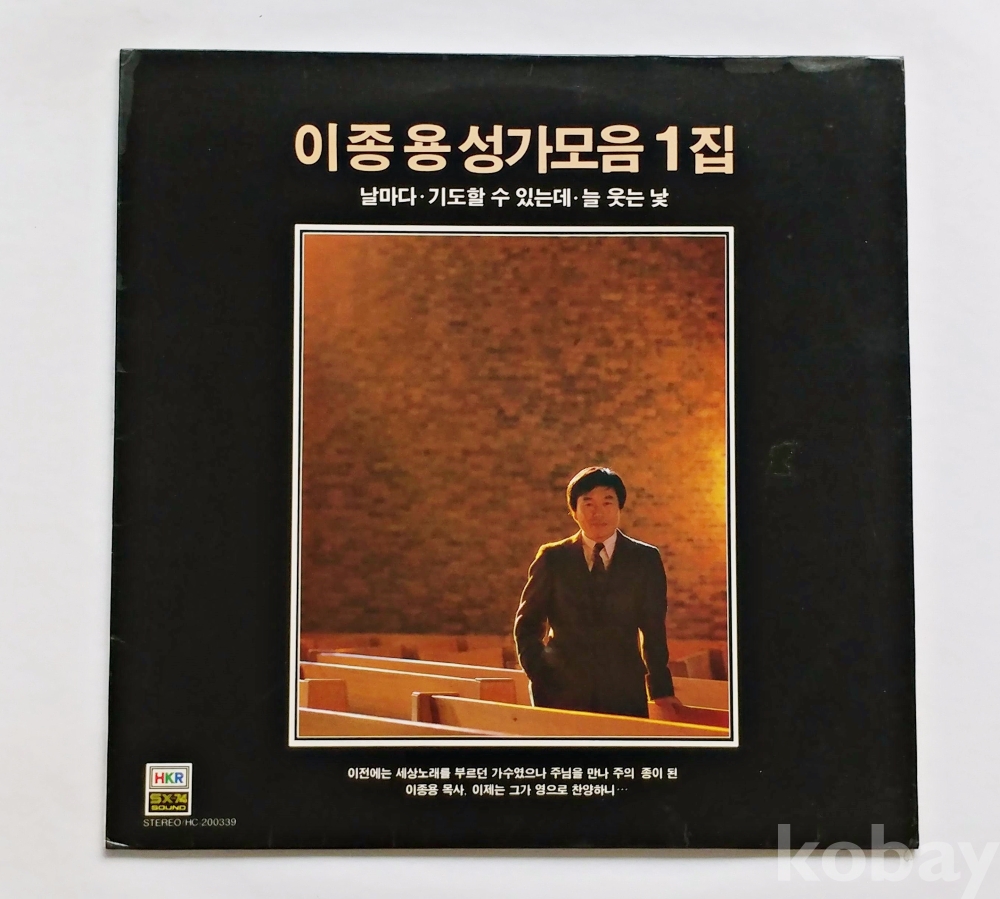 이종용 성가모음 1집
날마다·기도할 수 있는데·늘 웃는 낯
이전에는 세상노래를 부르던 가수였으나 주님을 만나 주의 종이 된
이종용 목사. 이제는 그가 영으로 찬양하니…
HKR
SX-74
SOUND
STEREO/HC-200339
kobay